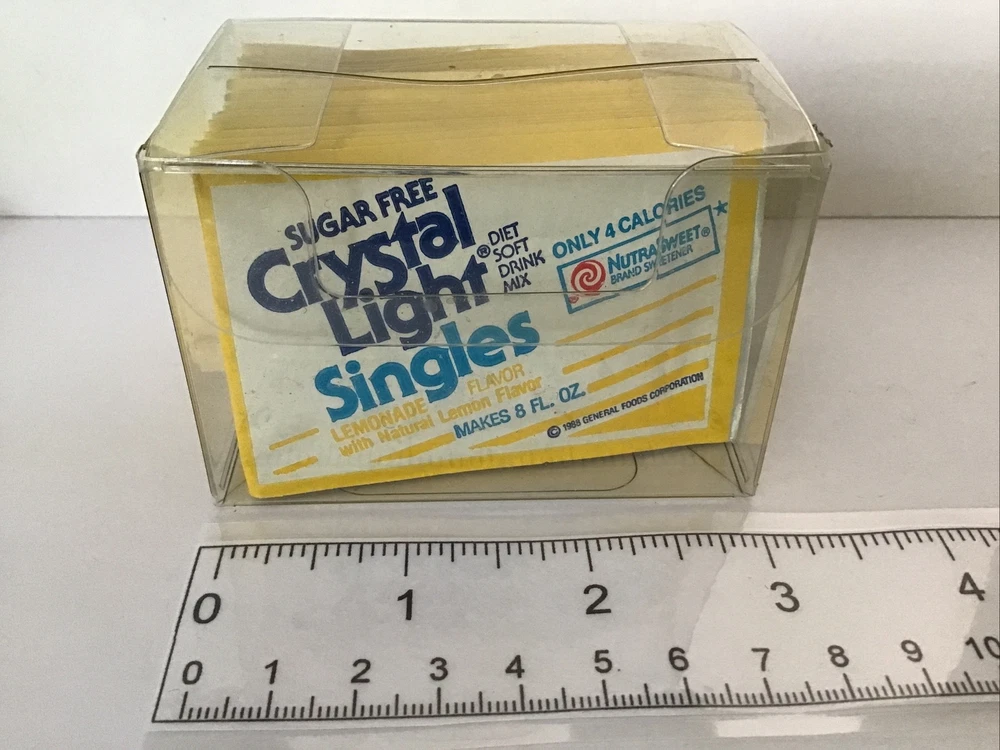 SUGAR FREE
Crystal
Light®
Singles
DIET
SOFT
DRINK
MIX
ONLY 4 CALORIES*
NUTRASWEET®
BRAND SWEETENER
LEMONADE FLAVOR
with Natural Lemon Flavor
MAKES 8 FL. OZ.
© 1988 GENERAL FOODS CORPORATION
0 1 2 3 4
0 1 2 3 4 5 6 7 8 9 10